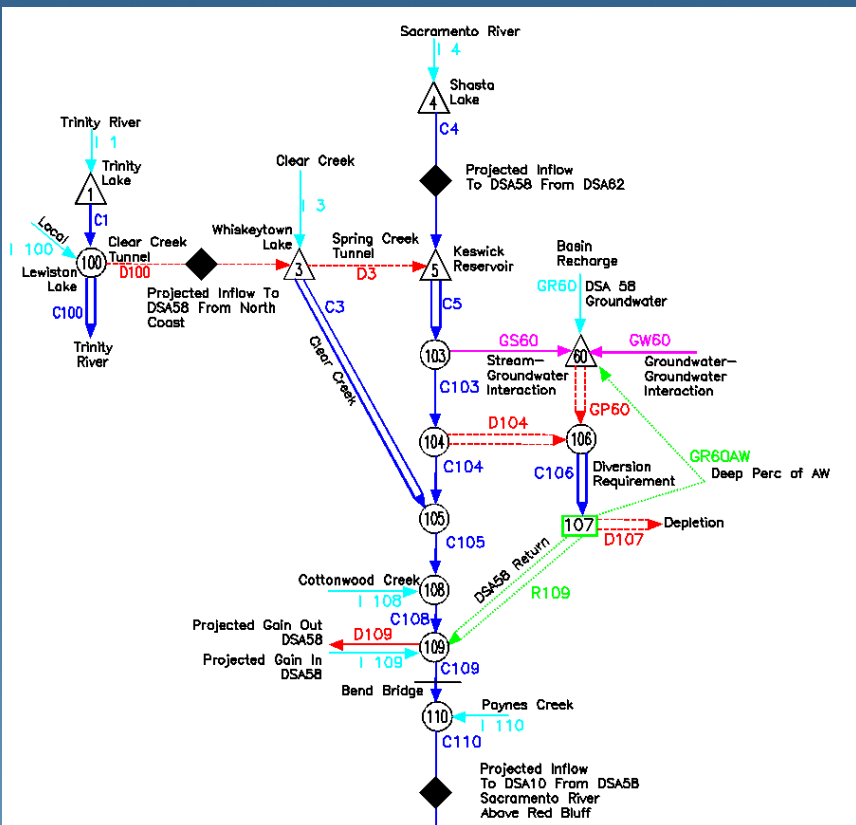 Sacramento River
I 4
4
Shasta
Lake
C4
Trinity River
I 1
Trinity
Lake
1
C1
Clear Creek
I 3
Projected Inflow
To DSA58 From DSA62
Local
I 100
100
Lewiston
Lake
Clear Creek
Tunnel
D100
C100
Trinity
River
Projected Inflow To
DSA58 From North
Coast
Whiskeytown
Lake
3
Spring Creek
Tunnel
D3
5
Keswick
Reservoir
C5
C3
Clear Creek
Basin
Recharge
GR60
DSA 58
Groundwater
103
GS60
Stream-
Groundwater
Interaction
60
GW60
Groundwater-
Groundwater
Interaction
C103
GP60
104
D104
106
GR60AW
Deep Perc of AW
C104
C106
Diversion
Requirement
105
107
D107
Depletion
C105
DSA58 Return
R109
Cottonwood Creek
I 108
108
C108
Projected Gain Out
DSA58
D109
109
Projected Gain In
DSA58
I 109
C109
Bend Bridge
110
Paynes Creek
I 110
C110
Projected Inflow
To DSA10 From DSA58
Sacramento River
Above Red Bluff